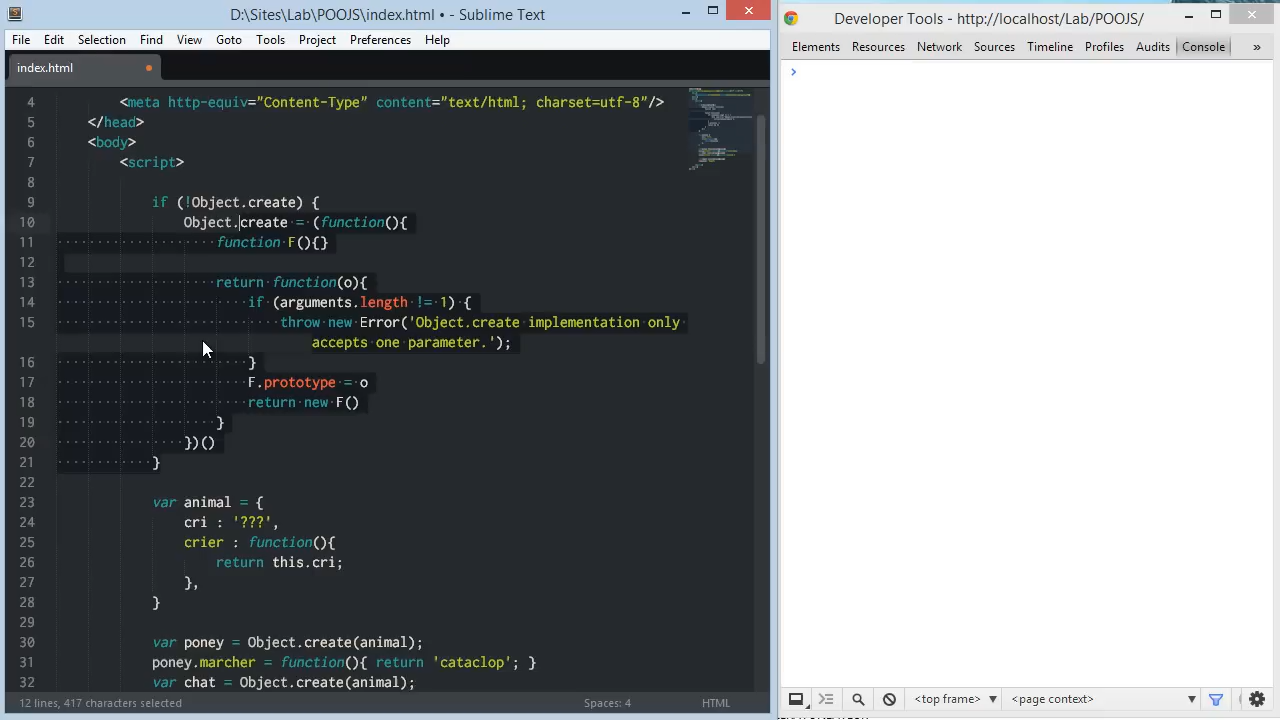 D:\Sites\Lab\POOJS\index.html • - Sublime Text
File Edit Selection Find View Goto Tools Project Preferences Help
index.html
4 <meta http-equiv="Content-Type" content="text/html; charset=utf-8"/>
5 </head>
6 <body>
7 <script>
8
9 if (!Object.create) {
10 Object.create = (function(){
11 function F(){}
12
13 return function(o){
14 if (arguments.length != 1) {
15 throw new Error('Object.create implementation only
accepts one parameter.');
16 }
17 F.prototype = o
18 return new F()
19 }
20 })()
21 }
22
23 var animal = {
24 cri : '???',
25 crier : function(){
26 return this.cri;
27 },
28 }
29
30 var poney = Object.create(animal);
31 poney.marcher = function(){ return 'cataclop'; }
32 var chat = Object.create(animal);
12 lines, 417 characters selected
Spaces: 4
HTML
Developer Tools - http://localhost/Lab/POOJS/
Elements Resources Network Sources Timeline Profiles Audits Console »
<top frame> <page context>